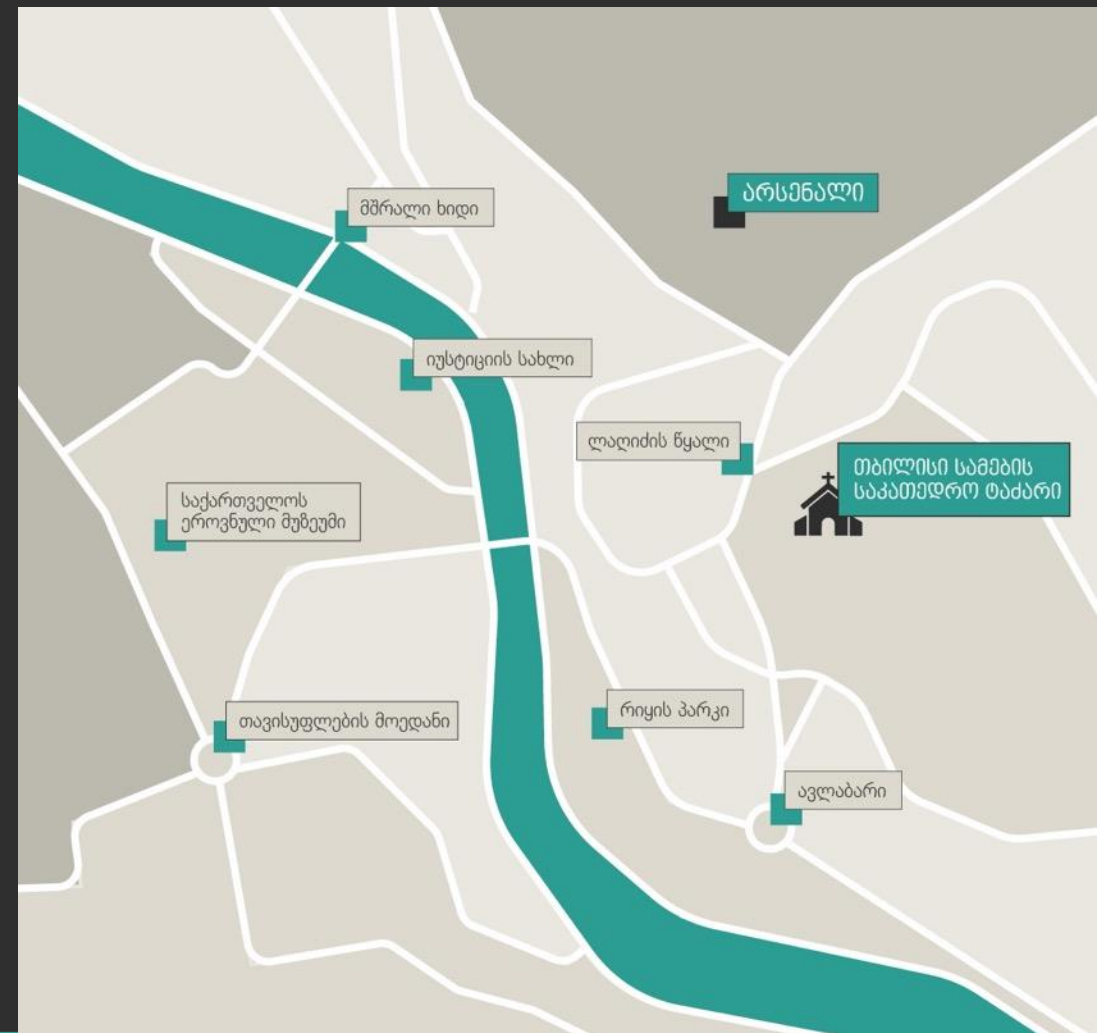 არსენალი
მშრალი ხიდი
იუსტიციის სახლი
ლაღიძის წყალი
თბილისი სამების
საკათედრო ტაძარი
საქართველოს
ეროვნული მუზეუმი
რიყის პარკი
თავისუფლების მოედანი
ავლაბარი